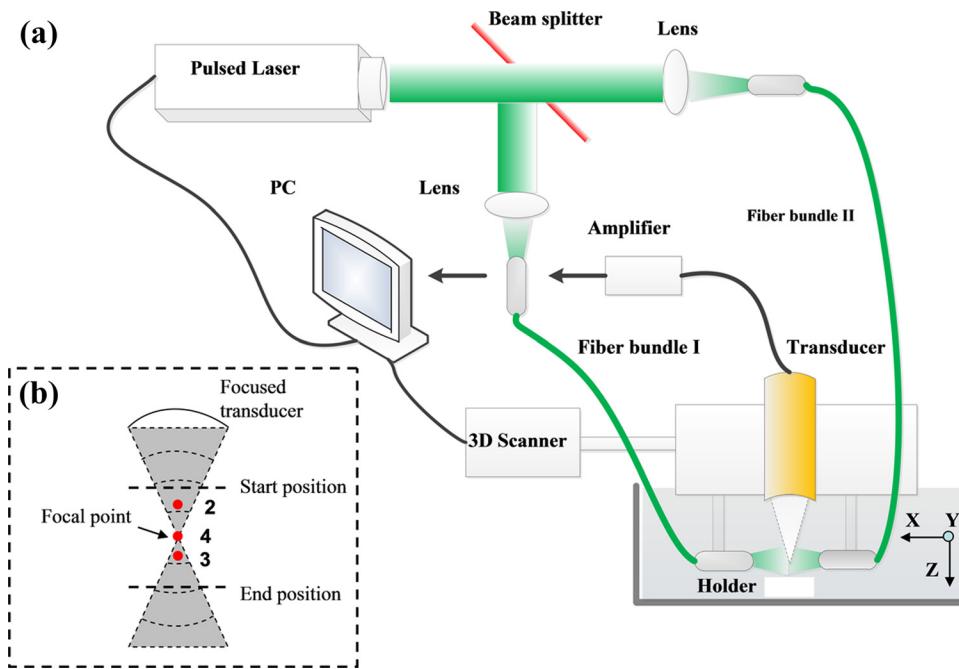 (a)
Beam splitter
Lens
Pulsed Laser
PC
Lens
Amplifier
Fiber bundle II
Fiber bundle I
Transducer
3D Scanner
Holder
X
Y
Z
(b)
Focused
transducer
Start position
2
Focal point
4
3
End position